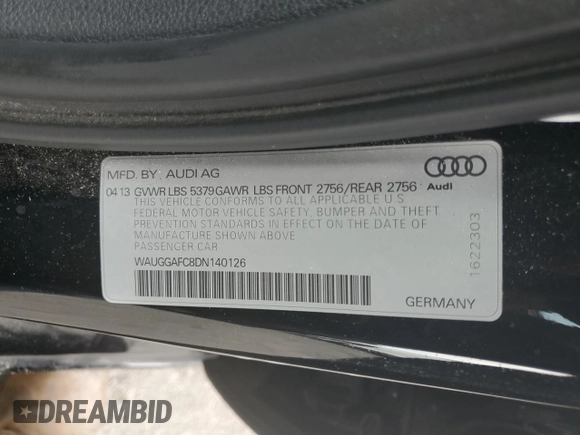 MFD. BY: AUDI AG
04 13 GVWR LBS 5379 GAWR LBS FRONT 2756/REAR 2756
Audi
THIS VEHICLE CONFORMS TO ALL APPLICABLE U.S
FEDERAL MOTOR VEHICLE SAFETY, BUMPER AND THEFT
PREVENTION STANDARDS IN EFFECT ON THE DATE OF
MANUFACTURE SHOWN ABOVE
PASSENGER CAR
WAUGGAFC8DN140126
GERMANY
1622303
DREAMBID